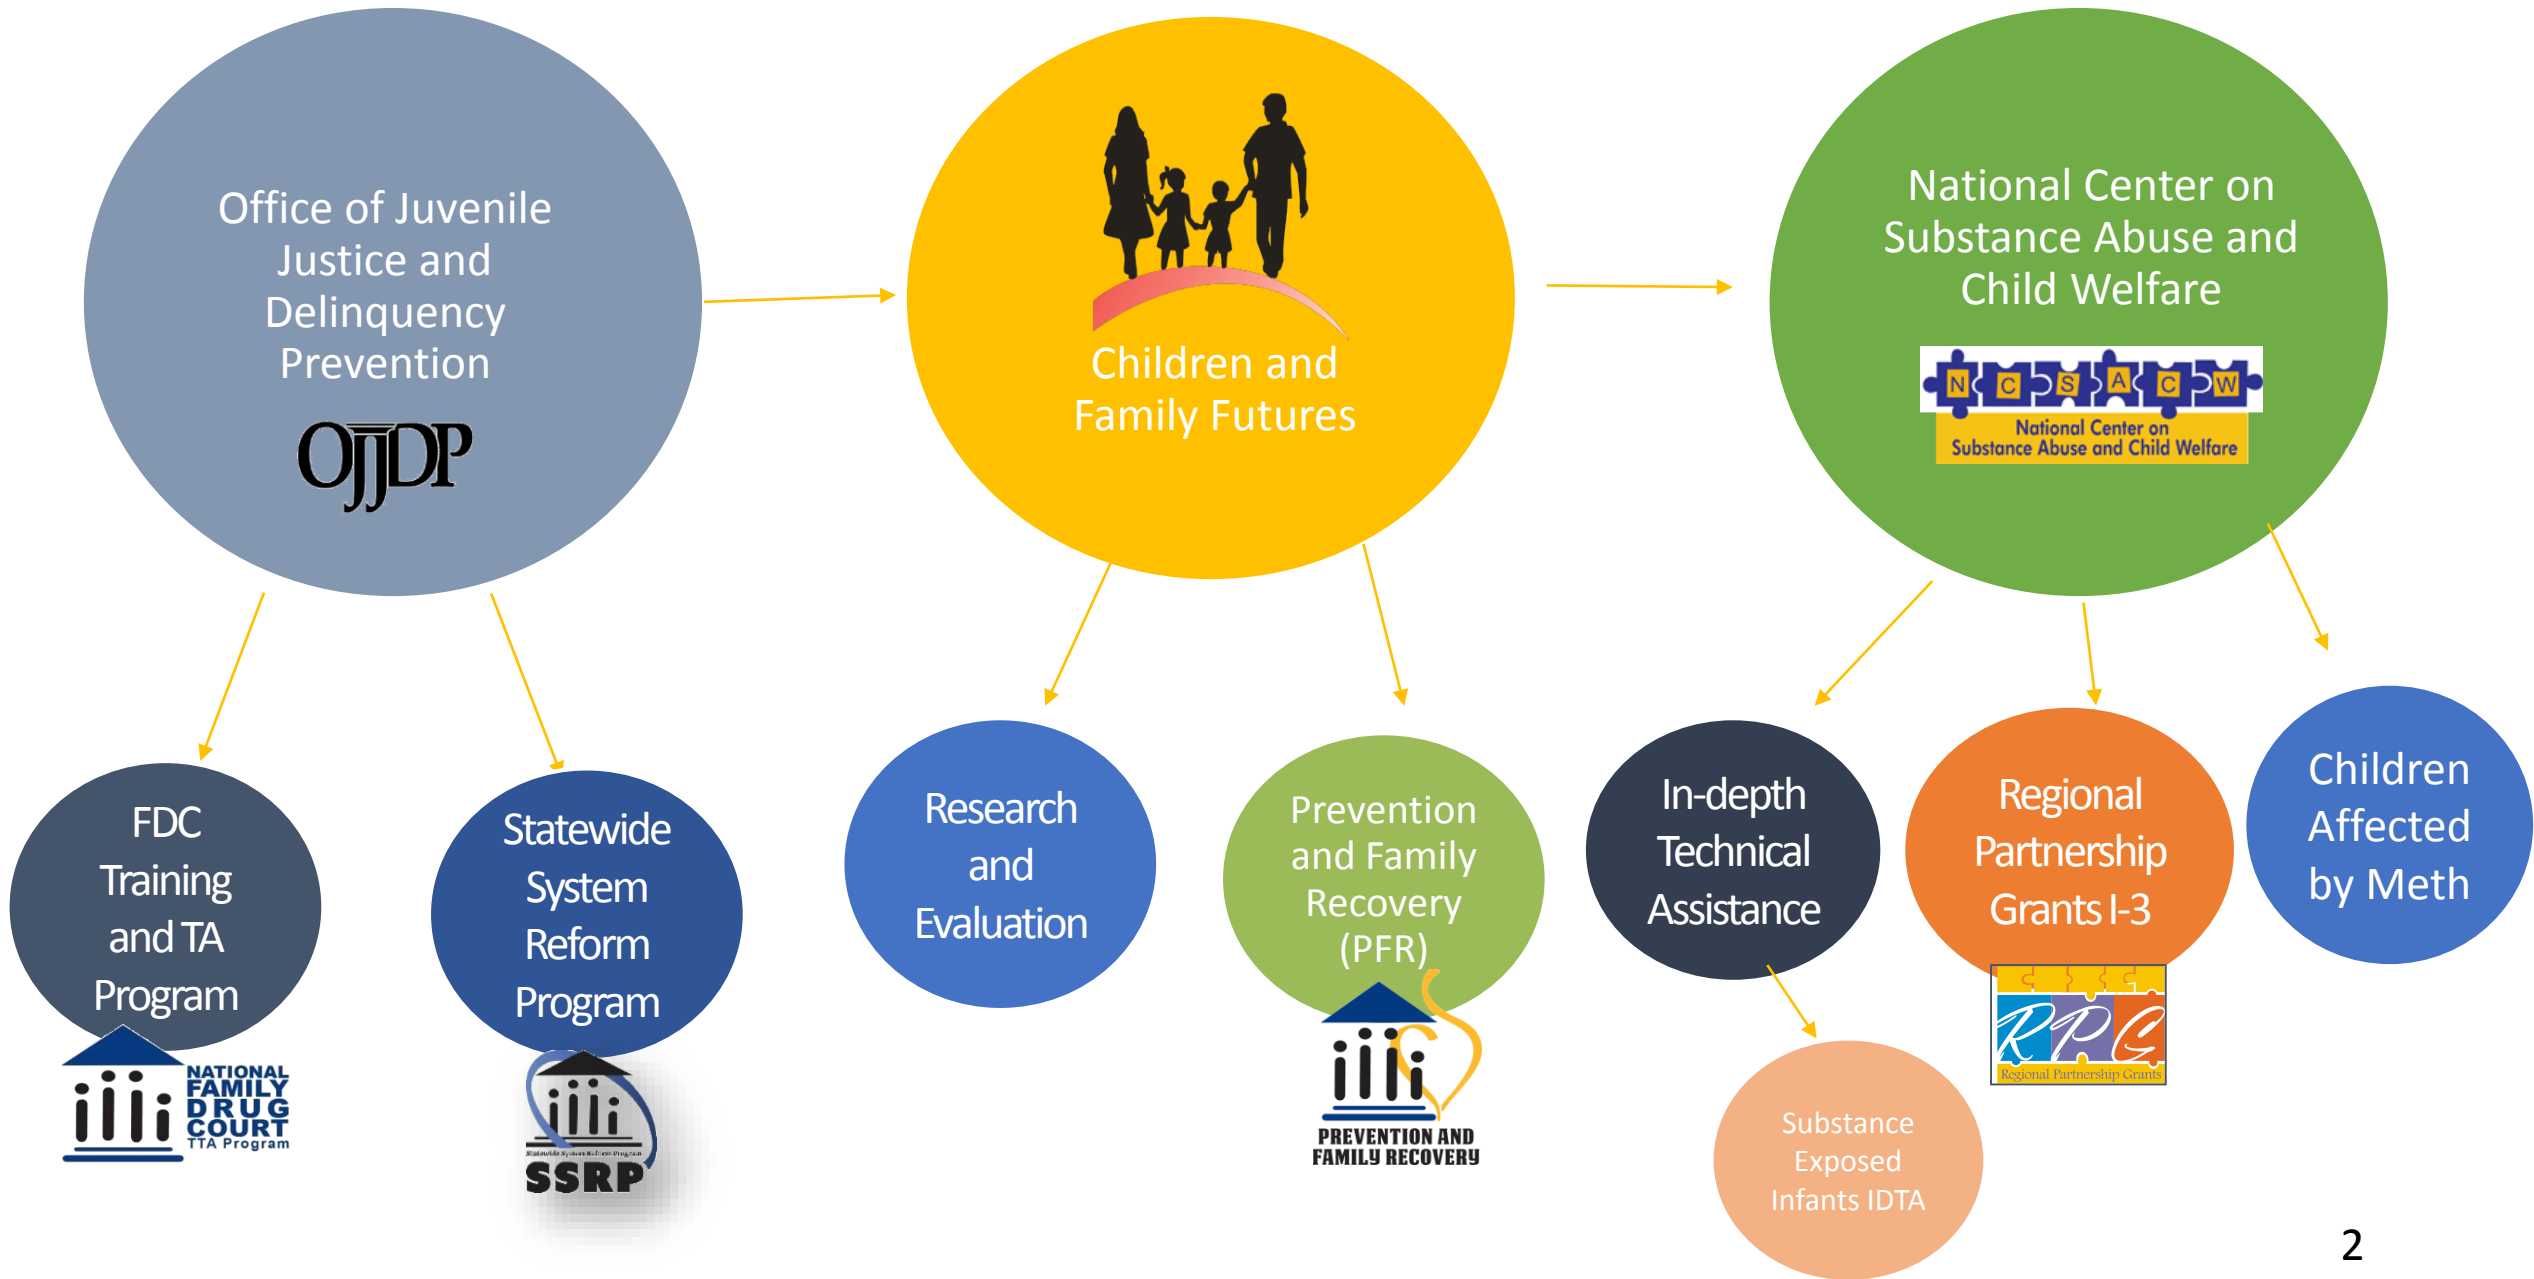 Office of Juvenile
Justice and
Delinquency
Prevention
OJJDP
Children and
Family Futures
National Center on
Substance Abuse and
Child Welfare
N C S A C W
National Center on
Substance Abuse and Child Welfare
FDC
Training
and TA
Program
NATIONAL
FAMILY
DRUG
COURT
TTA Program
Statewide
System
Reform
Program
Statewide System Reform Program
SSRP
Research
and
Evaluation
Prevention
and Family
Recovery
(PFR)
PREVENTION AND
FAMILY RECOVERY
In-depth
Technical
Assistance
Substance
Exposed
Infants IDTA
Regional
Partnership
Grants I-3
RPG
Regional Partnership Grants
Children
Affected
by Meth
2